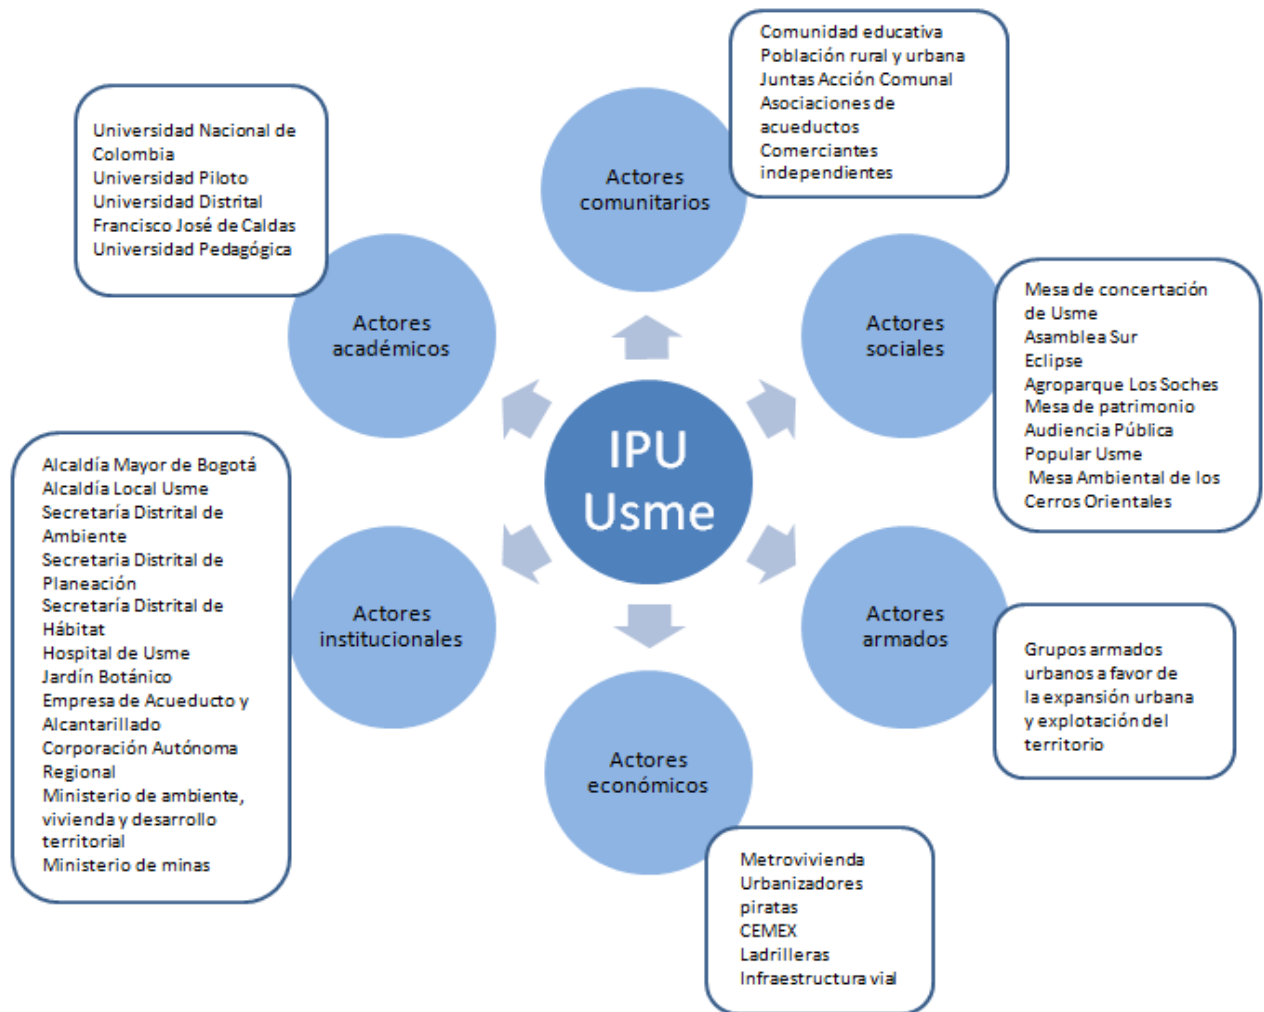 Comunidad educativa
Población rural y urbana
Juntas Acción Comunal
Asociaciones de
acueductos
Comerciantes
independientes
Actores
comunitarios
Universidad Nacional de
Colombia
Universidad Piloto
Universidad Distrital
Francisco José de Caldas
Universidad Pedagógica
Actores
académicos
Actores
sociales
Mesa de concertación
de Usme
Asamblea Sur
Eclipse
Agroparque Los Soches
Mesa de patrimonio
Audiencia Pública
Popular Usme
Mesa Ambiental de los
Cerros Orientales
IPU
Usme
Alcaldía Mayor de Bogotá
Alcaldía Local Usme
Secretaría Distrital de
Ambiente
Secretaria Distrital de
Planeación
Secretaría Distrital de
Hábitat
Hospital de Usme
Jardín Botánico
Empresa de Acueducto y
Alcantarillado
Corporación Autónoma
Regional
Ministerio de ambiente,
vivienda y desarrollo
territorial
Ministerio de minas
Actores
institucionales
Actores
armados
Grupos armados
urbanos a favor de
la expansión urbana
y explotación del
territorio
Actores
económicos
Metrovivienda
Urbanizadores
piratas
CEMEX
Ladrilleras
Infraestructura vial